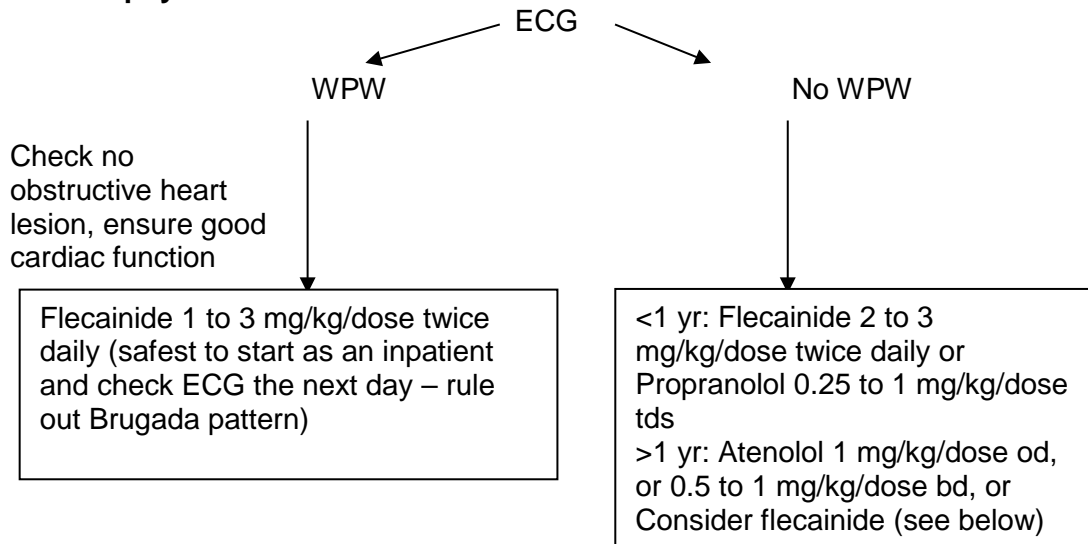 ECG
WPW
No WPW
Check no
obstructive heart
lesion, ensure good
cardiac function
Flecainide 1 to 3 mg/kg/dose twice
daily (safest to start as an inpatient
and check ECG the next day – rule
out Brugada pattern)
<1 yr: Flecainide 2 to 3
mg/kg/dose twice daily or
Propranolol 0.25 to 1 mg/kg/dose
tds
>1 yr: Atenolol 1 mg/kg/dose od,
or 0.5 to 1 mg/kg/dose bd, or
Consider flecainide (see below)